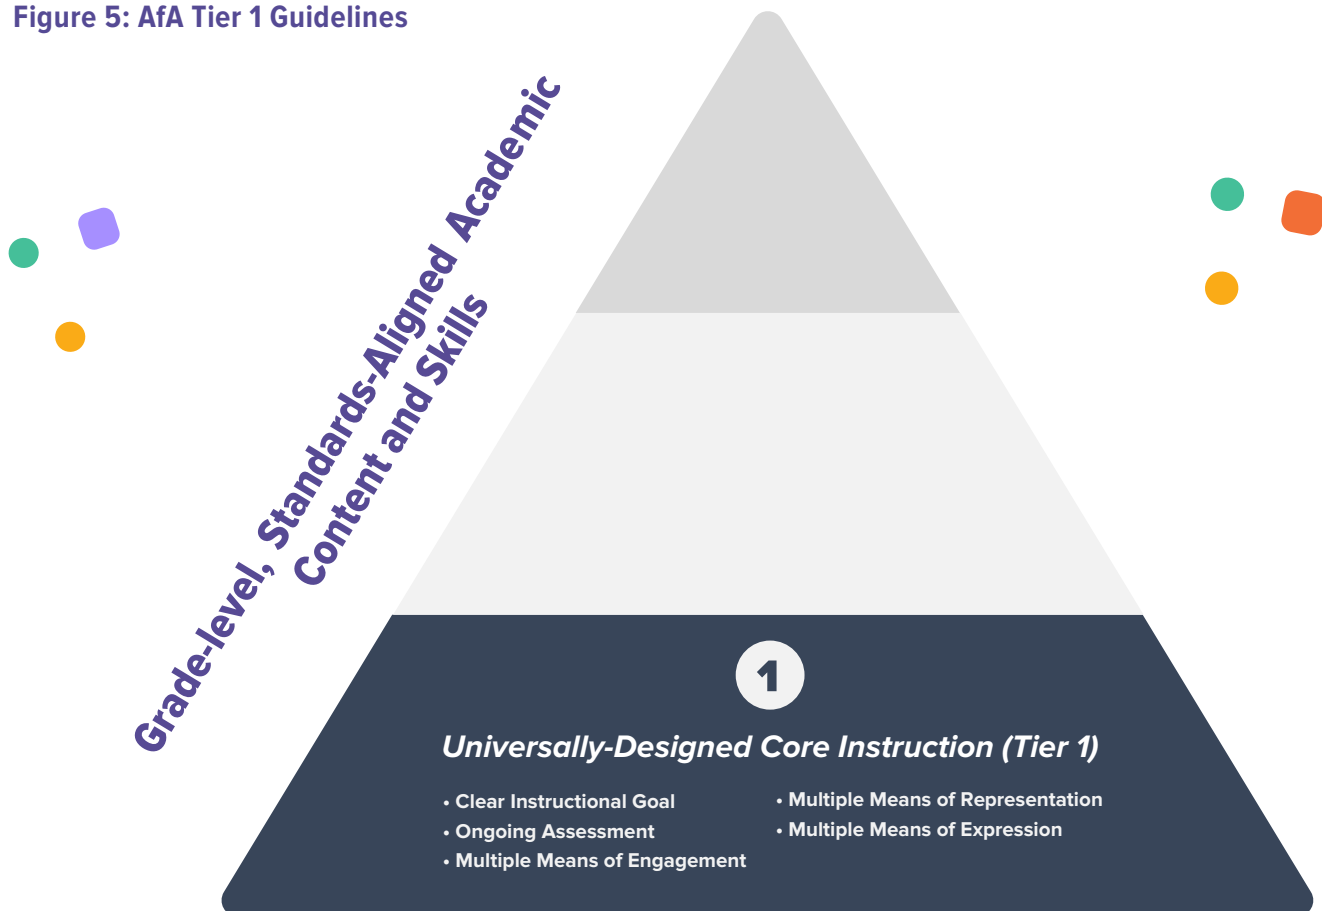 Figure 5: AfA Tier 1 Guidelines
Grade-level, Standards-Aligned Academic
Content and Skills
1
Universally-Designed Core Instruction (Tier 1)
• Clear Instructional Goal
• Ongoing Assessment
• Multiple Means of Engagement
• Multiple Means of Representation
• Multiple Means of Expression